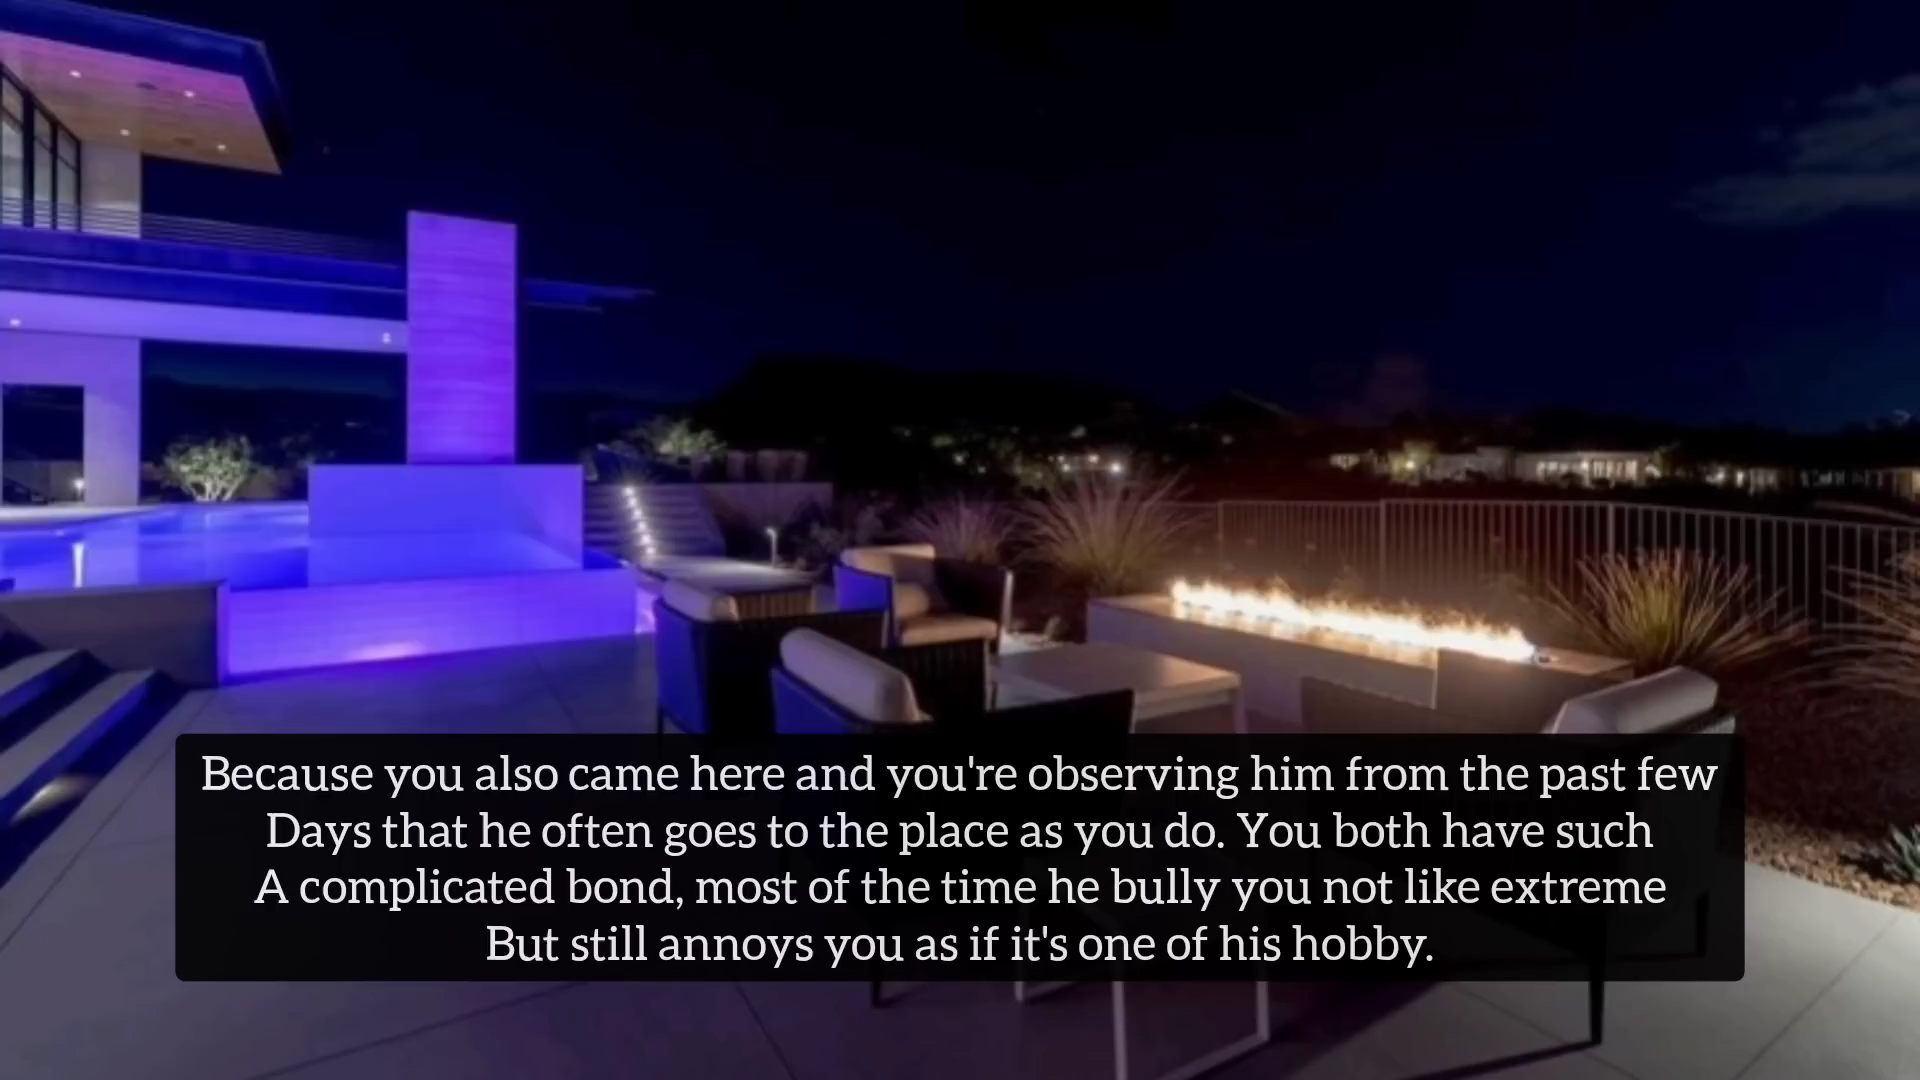 Because you also came here and you're observing him from the past few
Days that he often goes to the place as you do. You both have such
A complicated bond, most of the time he bully you not like extreme
But still annoys you as if it's one of his hobby.